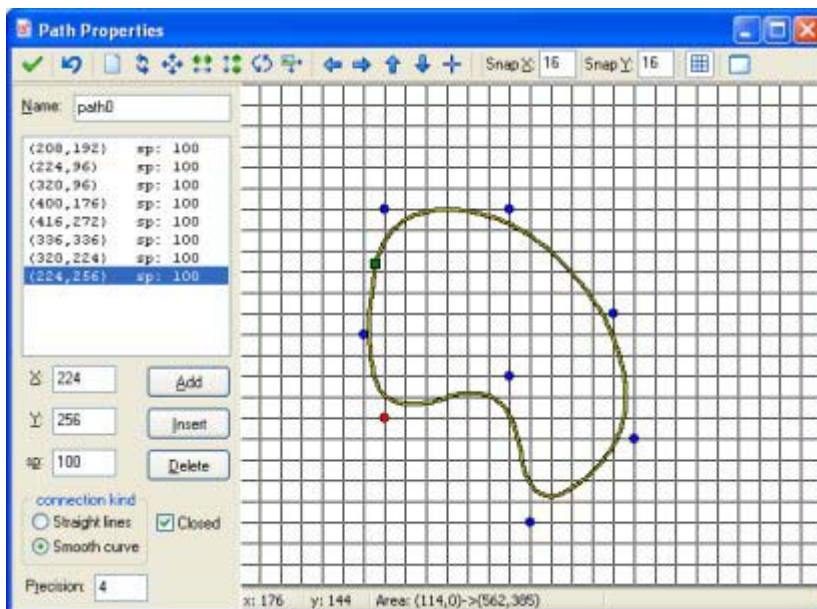 Path Properties
Snap X: 16 Snap Y: 16
Name: path0
(208,192) sp: 100
(224,96) sp: 100
(320,96) sp: 100
(400,176) sp: 100
(416,272) sp: 100
(336,336) sp: 100
(320,224) sp: 100
(224,256) sp: 100
X: 224 Add
Y: 256 Insert
sp: 100 Delete
connection kind
Straight lines Closed
Smooth curve
Precision: 4
x: 176 y: 144 Area: (114,0)->(562,385)